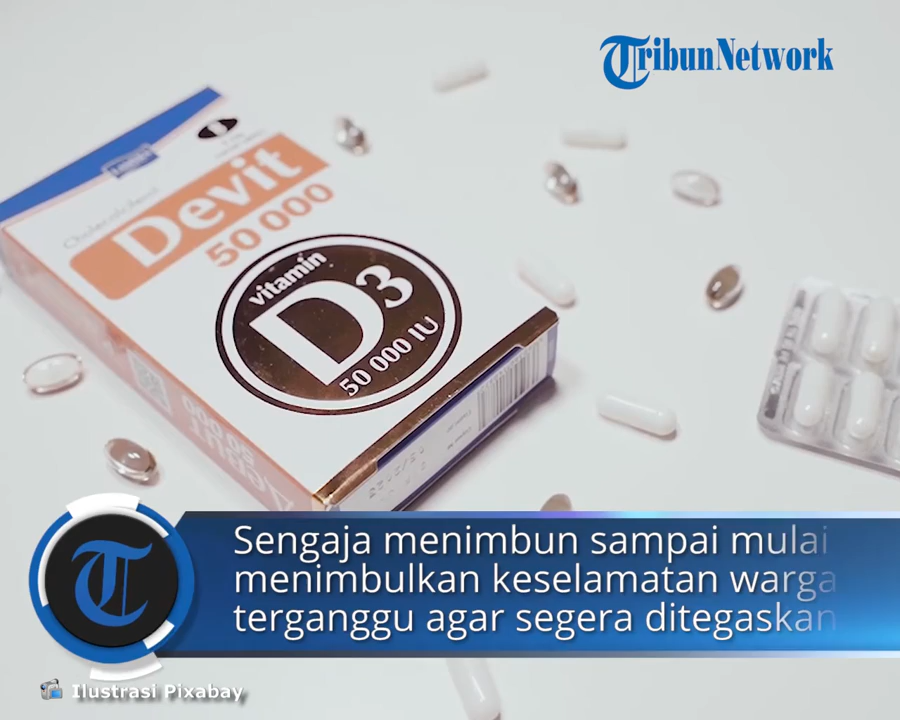 TribunNetwork
Devit
50 000
vitamin
D3
50 000 IU
Sengaja menimbun sampai mulai
menimbulkan keselamatan warga
terganggu agar segera ditegaskan
T
Ilustrasi Pixabay